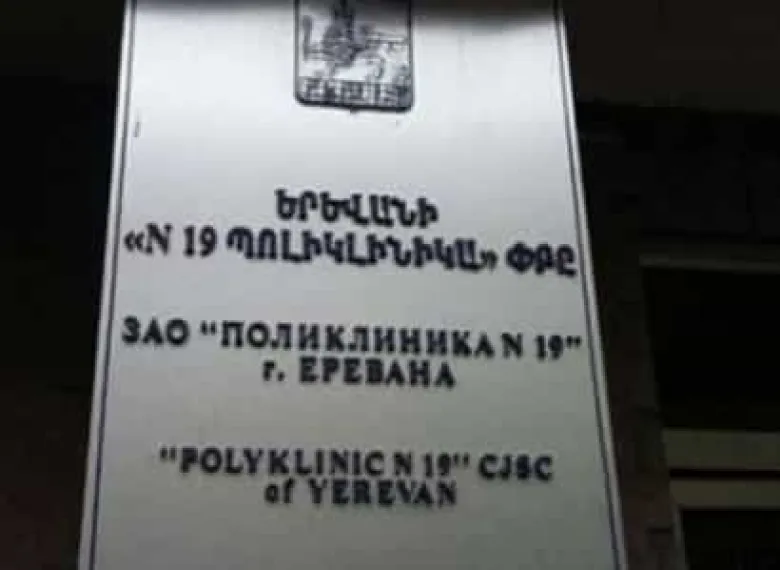 ԵՐԵՎԱՆԻ
«N 19 ՊՈԼԻԿԼԻՆԻԿԱ» ՓԲԸ
ЗАО "ПОЛИКЛИНИКА N 19"
г. ЕРЕВАНА
"POLYKLINIC N 19" CJSC
of YEREVAN